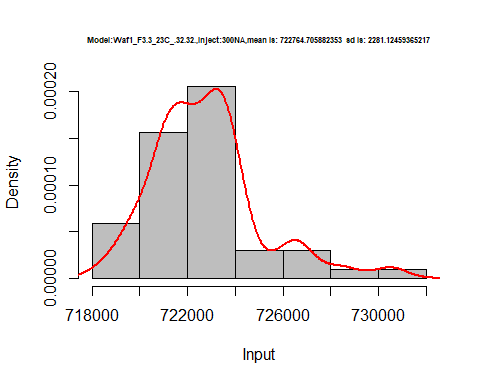 Model:Waf1_F3.3_23C_.32.32_Inject:300NA,mean is: 722764.705882353 sd is: 2281.12459365217
0.00020
0.00010
0.00000
Density
718000 722000 726000 730000
Input